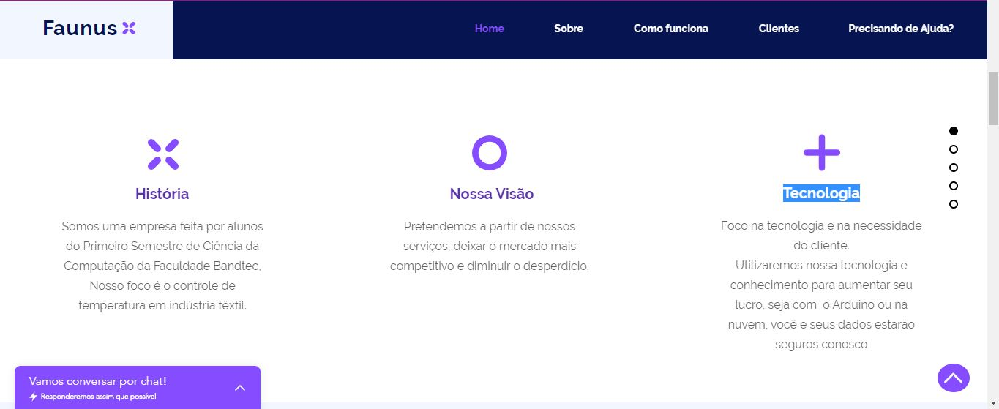 Faunus
Home
Sobre
Como funciona
Clientes
Precisando de Ajuda?
História
Somos uma empresa feita por alunos
do Primeiro Semestre de Ciência da
Computação da Faculdade Bandtec,
Nosso foco é o controle de
temperatura em indústria têxtil.
Nossa Visão
Pretendemos a partir de nossos
serviços, deixar o mercado mais
competitivo e diminuir o desperdicio.
Tecnologia
Foco na tecnologia e na necessidade
do cliente.
Utilizaremos nossa tecnologia e
conhecimento para aumentar seu
lucro, seja com  o Arduino ou na
nuvem, você e seus dados estarão
seguros conosco
Vamos conversar por chat!
Responderemos assim que possível